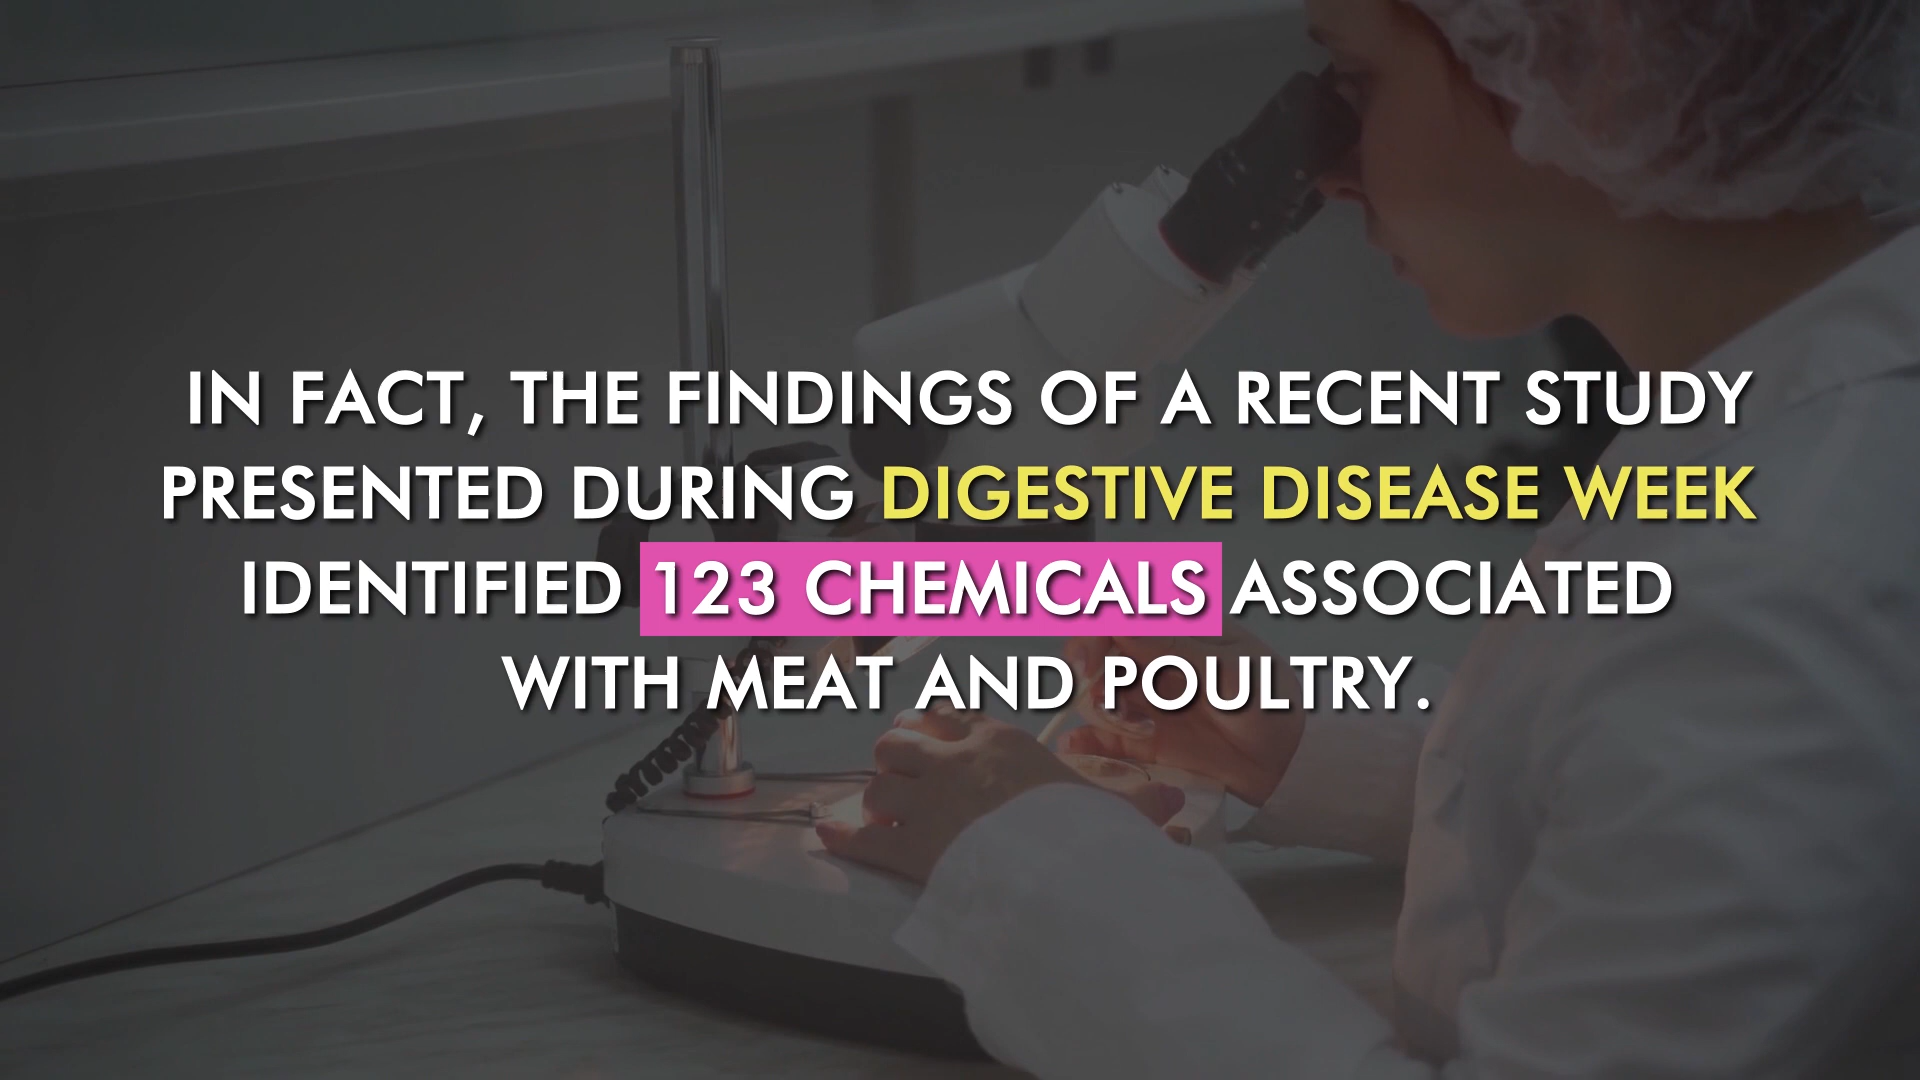 IN FACT, THE FINDINGS OF A RECENT STUDY
PRESENTED DURING DIGESTIVE DISEASE WEEK
IDENTIFIED 123 CHEMICALS ASSOCIATED
WITH MEAT AND POULTRY.